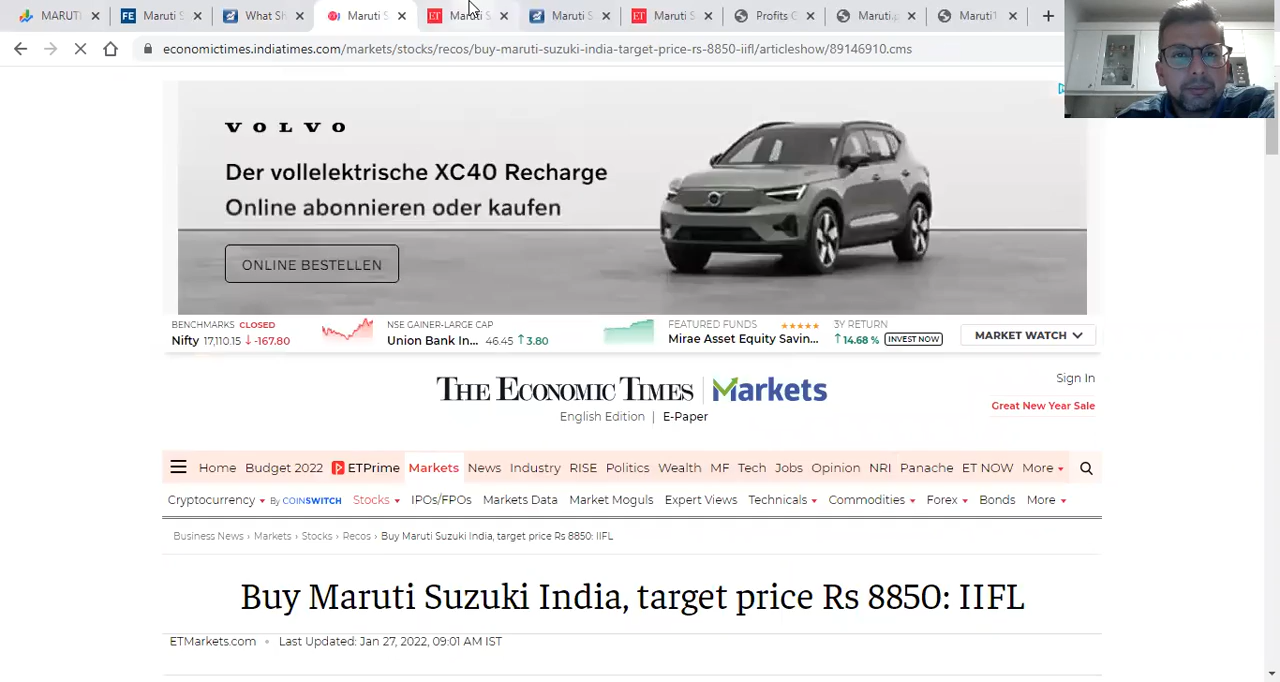 MARUTI
Maruti S
What Sh
Maruti S
Maruti S
Maruti S
Maruti S
Profits G
Maruti.p
MarutiT
economictimes.indiatimes.com/markets/stocks/recos/buy-maruti-suzuki-india-target-price-rs-8850-iifl/articleshow/89146910.cms
VOLVO
Der vollelektrische XC40 Recharge
Online abonnieren oder kaufen
ONLINE BESTELLEN
BENCHMARKS CLOSED
Nifty 17,110.15 ↓ -167.80
NSE GAINER-LARGE CAP
Union Bank In... 46.45 ↑ 3.80
FEATURED FUNDS ★★★★★
Mirae Asset Equity Savin...
3Y RETURN
↑ 14.68 % INVEST NOW
MARKET WATCH
THE ECONOMIC TIMES | Markets
English Edition | E-Paper
Sign In
Great New Year Sale
Home Budget 2022 ETPrime Markets News Industry RISE Politics Wealth MF Tech Jobs Opinion NRI Panache ET NOW More
Cryptocurrency By COINSWITCH Stocks IPOs/FPOs Markets Data Market Moguls Expert Views Technicals Commodities Forex Bonds More
Business News › Markets › Stocks › Recos › Buy Maruti Suzuki India, target price Rs 8850: IIFL
Buy Maruti Suzuki India, target price Rs 8850: IIFL
ETMarkets.com • Last Updated: Jan 27, 2022, 09:01 AM IST